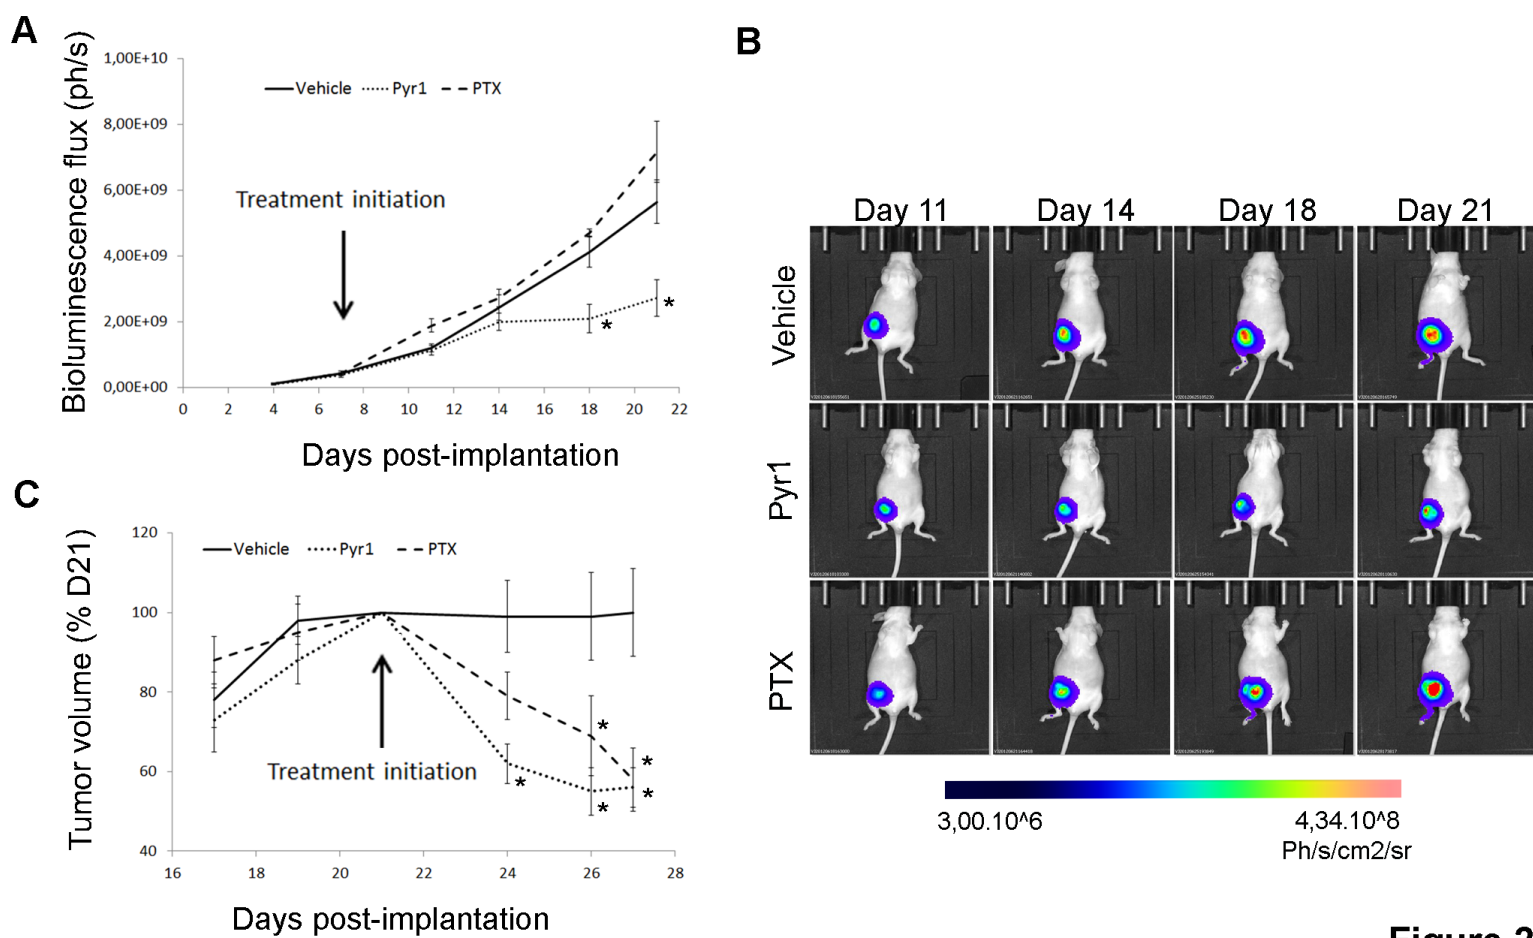 A
Bioluminescence flux (ph/s)
1,00E+10
8,00E+09
6,00E+09
4,00E+09
2,00E+09
0,00E+00
Vehicle Pyr1 PTX
Treatment initiation
*
*
0 2 4 6 8 10 12 14 16 18 20 22
Days post-implantation
B
Day 11 Day 14 Day 18 Day 21
Vehicle
Pyr1
PTX
3,00.10^6 4,34.10^8
Ph/s/cm2/sr
C
Tumor volume (% D21)
120
100
80
60
40
Vehicle Pyr1 PTX
Treatment initiation
*
*
*
*
*
16 18 20 22 24 26 28
Days post-implantation